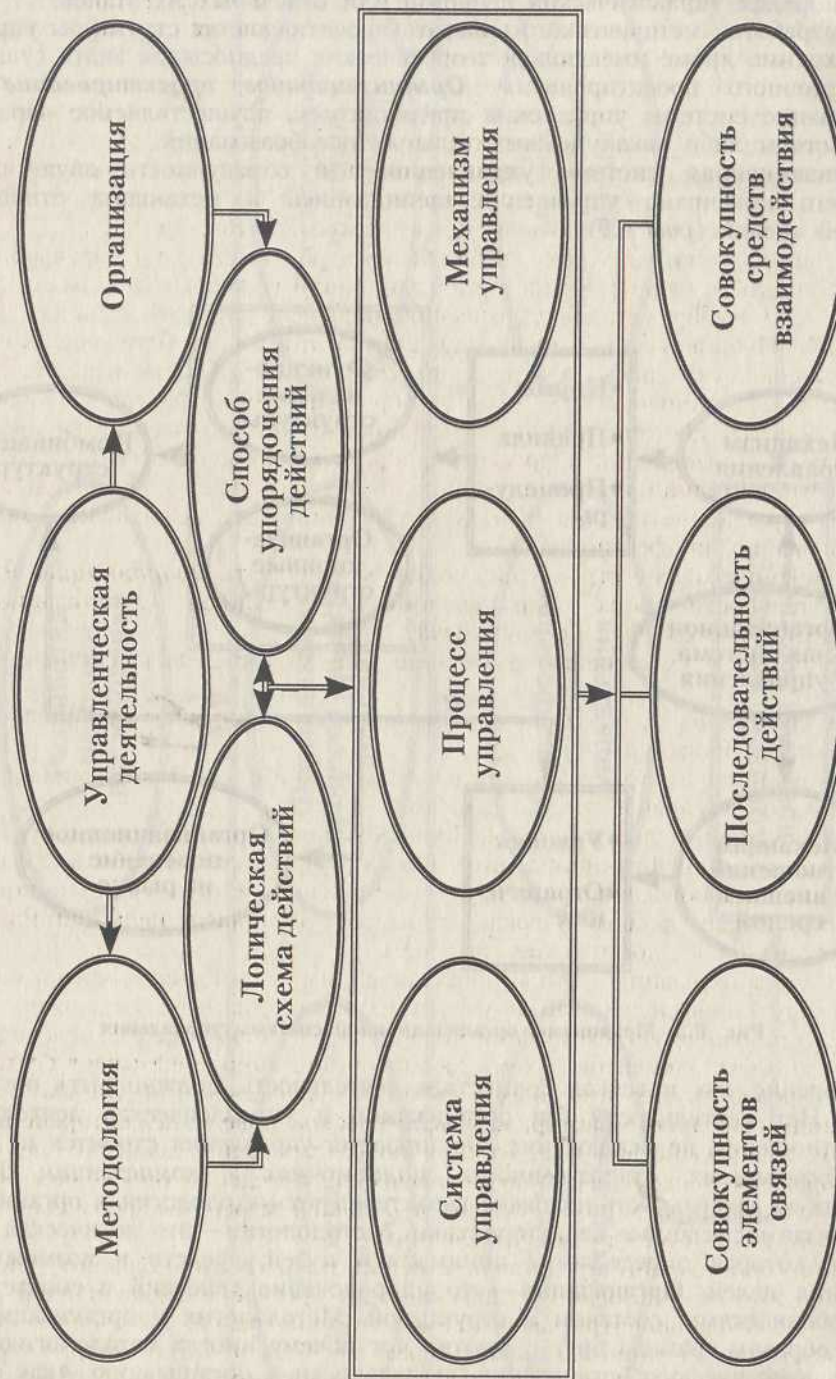 Методология
Управленческая
деятельность
Организация
Логическая
схема действий
Способ
упорядочения
действий
Система
управления
Процесс
управления
Механизм
управления
Совокупность
элементов
связей
Последовательность
действий
Совокупность
средств
взаимодействия